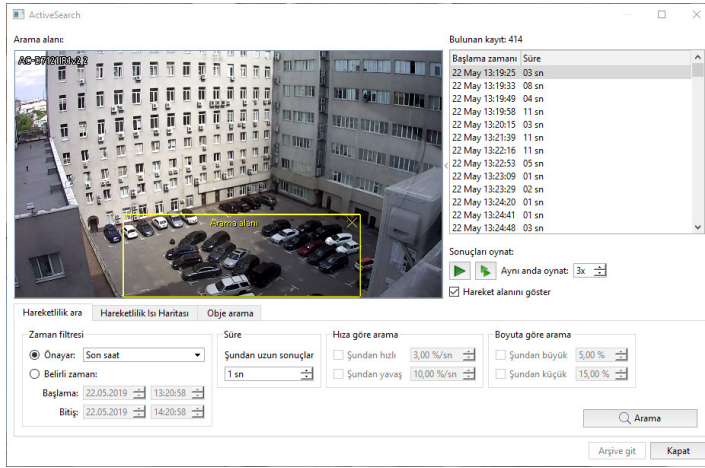 ActiveSearch
Arama alanı:
Arama alanı
Bulunan kayıt: 414
Başlama zamanı Süre
22 May 13:19:25 03 sn
22 May 13:19:33 08 sn
22 May 13:19:49 04 sn
22 May 13:19:58 11 sn
22 May 13:20:15 03 sn
22 May 13:21:39 11 sn
22 May 13:22:16 11 sn
22 May 13:22:53 05 sn
22 May 13:23:09 01 sn
22 May 13:23:29 02 sn
22 May 13:24:20 01 sn
22 May 13:24:41 01 sn
22 May 13:24:48 03 sn
Sonuçları oynat:
Aynı anda oynat: 3x
Hareket alanını göster
Hareketlilik ara Hareketlilik Isı Haritası Obje arama
Zaman filtresi
Önayar: Son saat
Belirli zaman:
Başlama: 22.05.2019 13:20:58
Bitiş: 22.05.2019 14:20:58
Süre
Şundan uzun sonuçlar
1 sn
Hıza göre arama
Şundan hızlı 3,00 %/sn
Şundan yavaş 10,00 %/sn
Boyuta göre arama
Şundan büyük 5,00 %
Şundan küçük 15,00 %
Arama
Arşive git Kapat